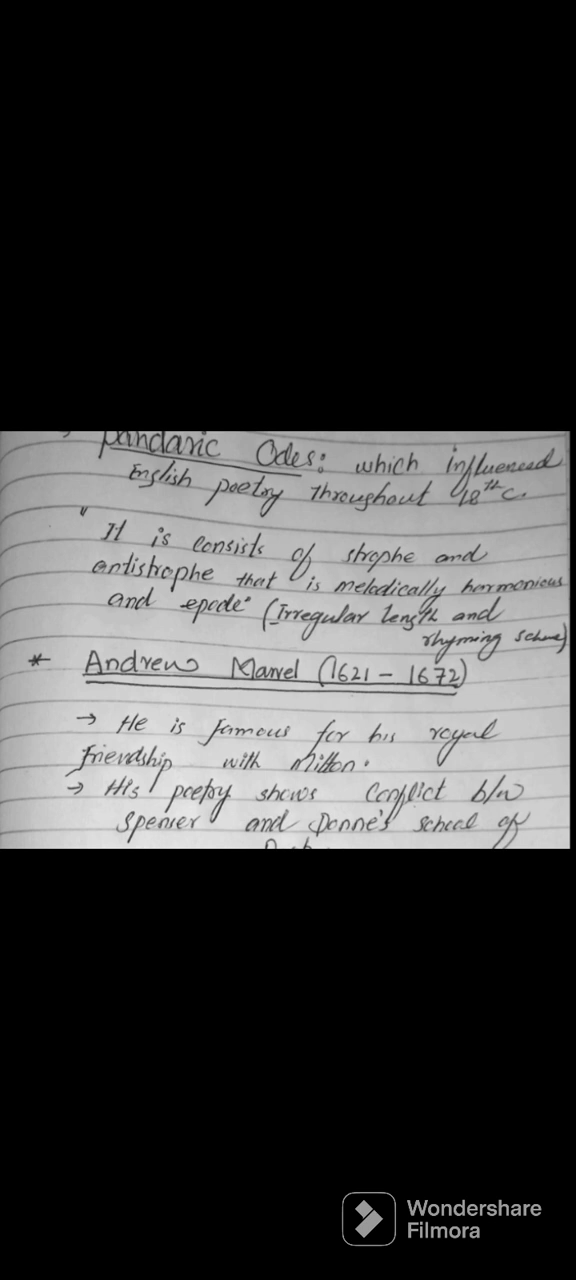 Pandaric Odes: which influenced
English poetry throughout 18th c.
"It is consists of strophe and
antistrophe that is melodically harmonious
and epode" (Irregular length and
rhyming scheme)
* Andrew Marvel (1621 - 1672)
→ He is famous for his royal
friendship with Milton.
→ His poetry shows conflict b/w
Spenser and Donne's school of
Wondershare
Filmora